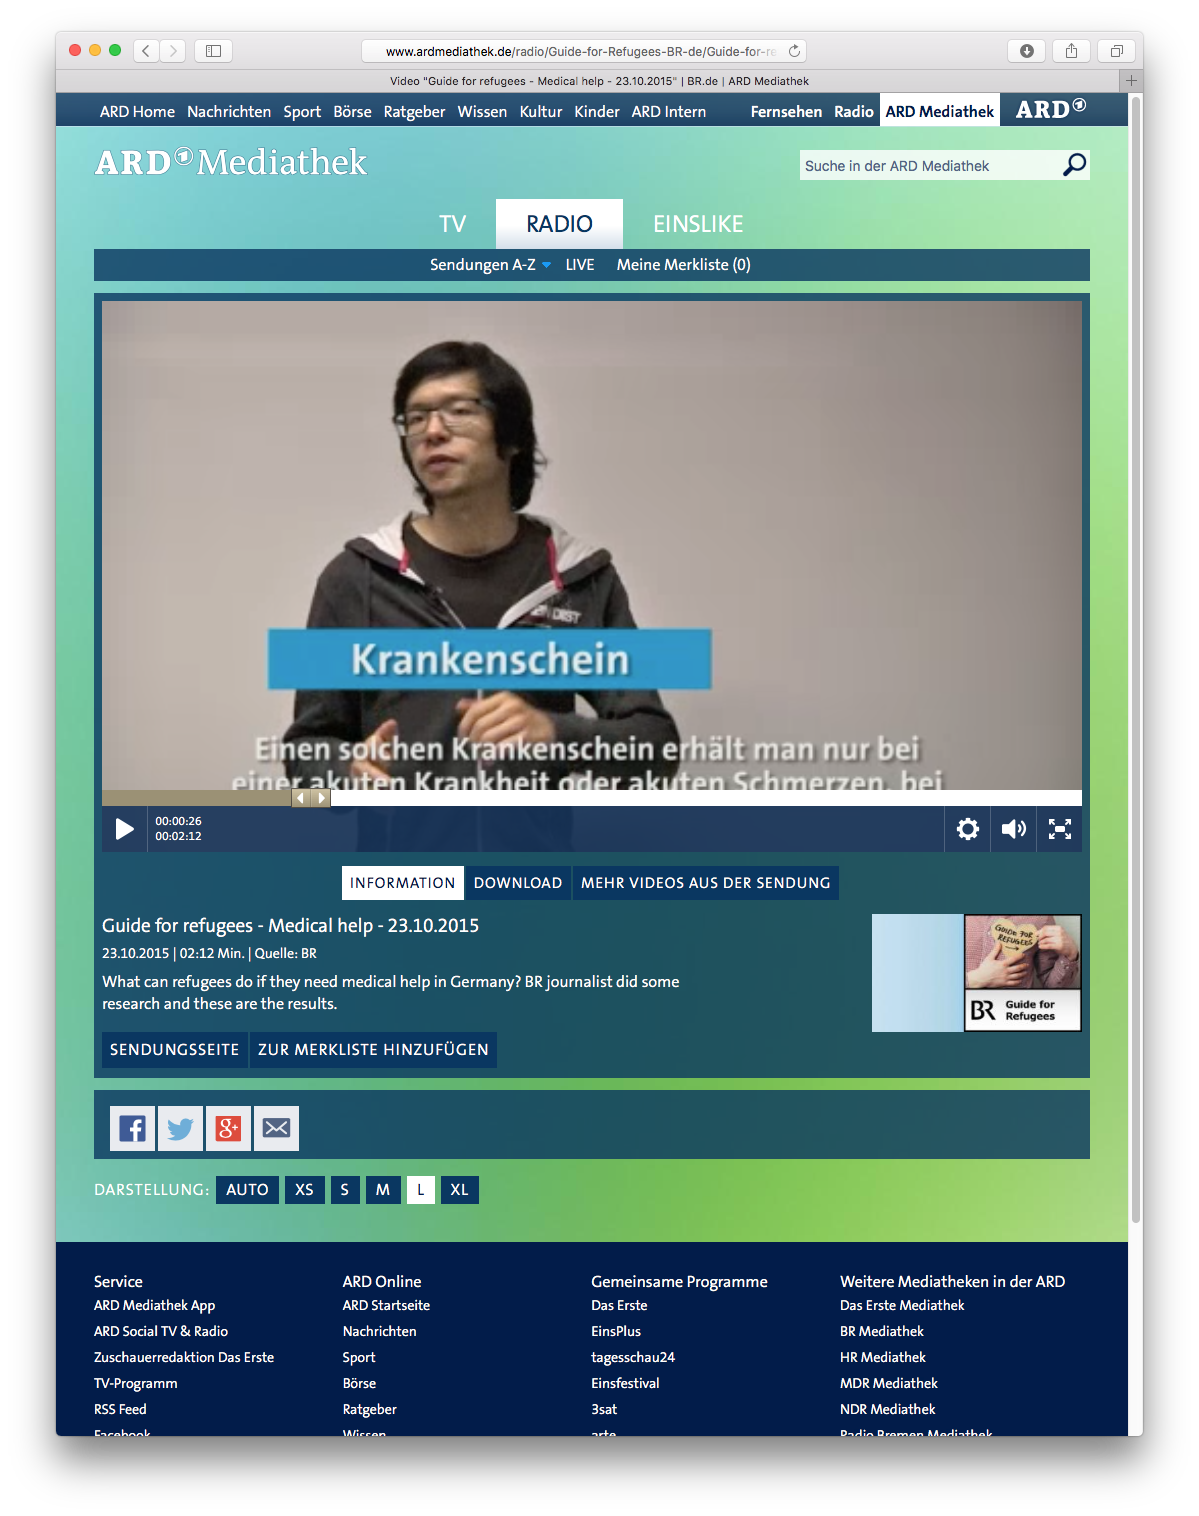 www.ardmediathek.de/radio/Guide-for-Refugees-BR-de/Guide-for-re
Video "Guide for refugees - Medical help - 23.10.2015" | BR.de | ARD Mediathek
ARD Home Nachrichten Sport Börse Ratgeber Wissen Kultur Kinder ARD Intern Fernsehen Radio ARD Mediathek ARD 1
ARD 1 Mediathek
Suche in der ARD Mediathek
TV RADIO EINSLIKE
Sendungen A-Z LIVE Meine Merkliste (0)
Krankenschein
Einen solchen Krankenschein erhält man nur bei
einer akuten Krankheit oder akuten Schmerzen, bei
00:00:26
00:02:12
INFORMATION DOWNLOAD MEHR VIDEOS AUS DER SENDUNG
Guide for refugees - Medical help - 23.10.2015
23.10.2015 | 02:12 Min. | Quelle: BR
What can refugees do if they need medical help in Germany? BR journalist did some
research and these are the results.
GUIDE FOR
REFUGEES
BR Guide for
Refugees
SENDUNGSSEITE ZUR MERKLISTE HINZUFÜGEN
f g+
DARSTELLUNG: AUTO XS S M L XL
Service
ARD Mediathek App
ARD Social TV & Radio
Zuschauerredaktion Das Erste
TV-Programm
RSS Feed
Facebook
ARD Online
ARD Startseite
Nachrichten
Sport
Börse
Ratgeber
Wissen
Gemeinsame Programme
Das Erste
EinsPlus
tagesschau24
Einsfestival
3sat
arte
Weitere Mediatheken in der ARD
Das Erste Mediathek
BR Mediathek
HR Mediathek
MDR Mediathek
NDR Mediathek
Radio Bremen Mediathek